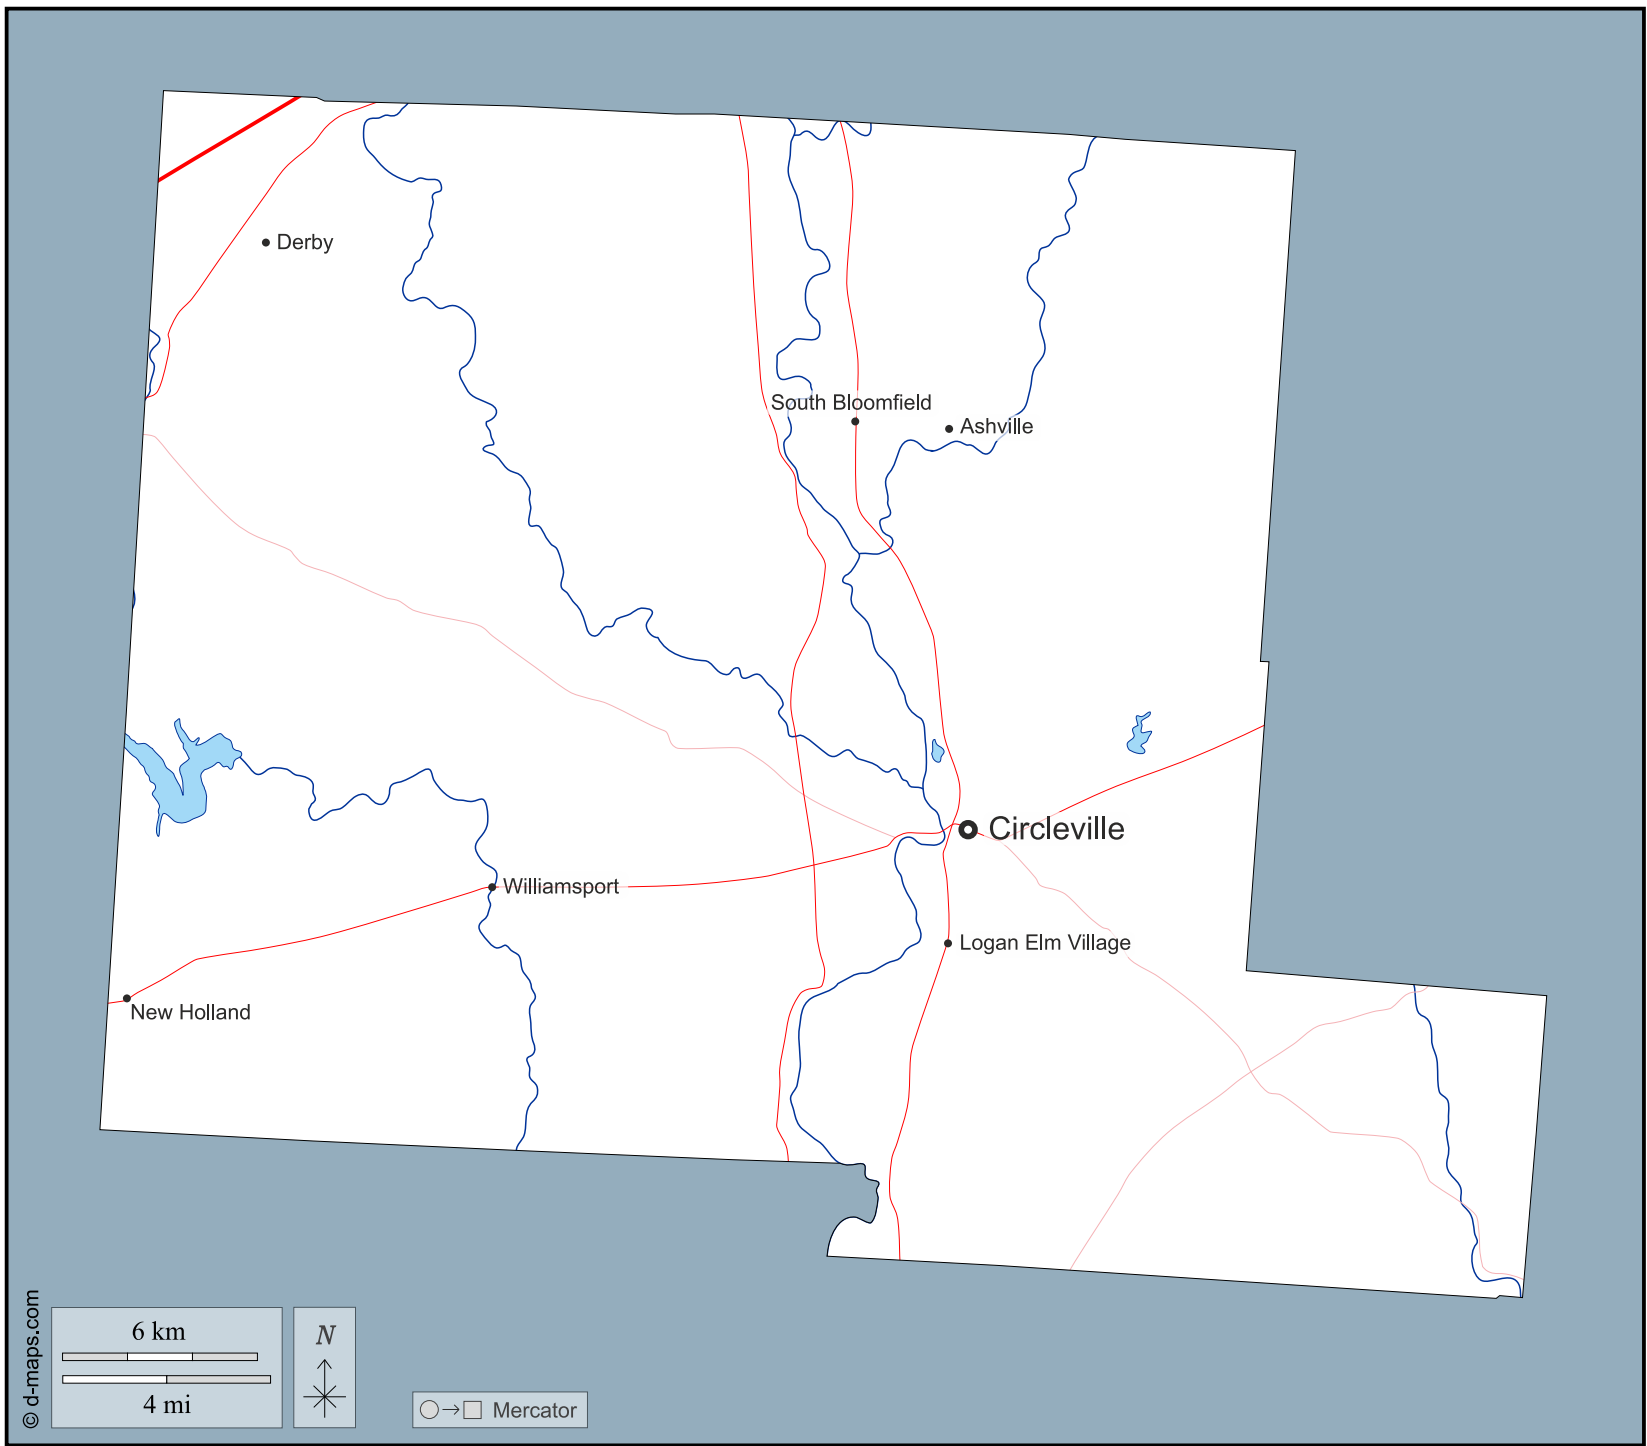 Derby
South Bloomfield
Ashville
Circleville
Williamsport
Logan Elm Village
New Holland
© d-maps.com
6 km
4 mi
N
Mercator